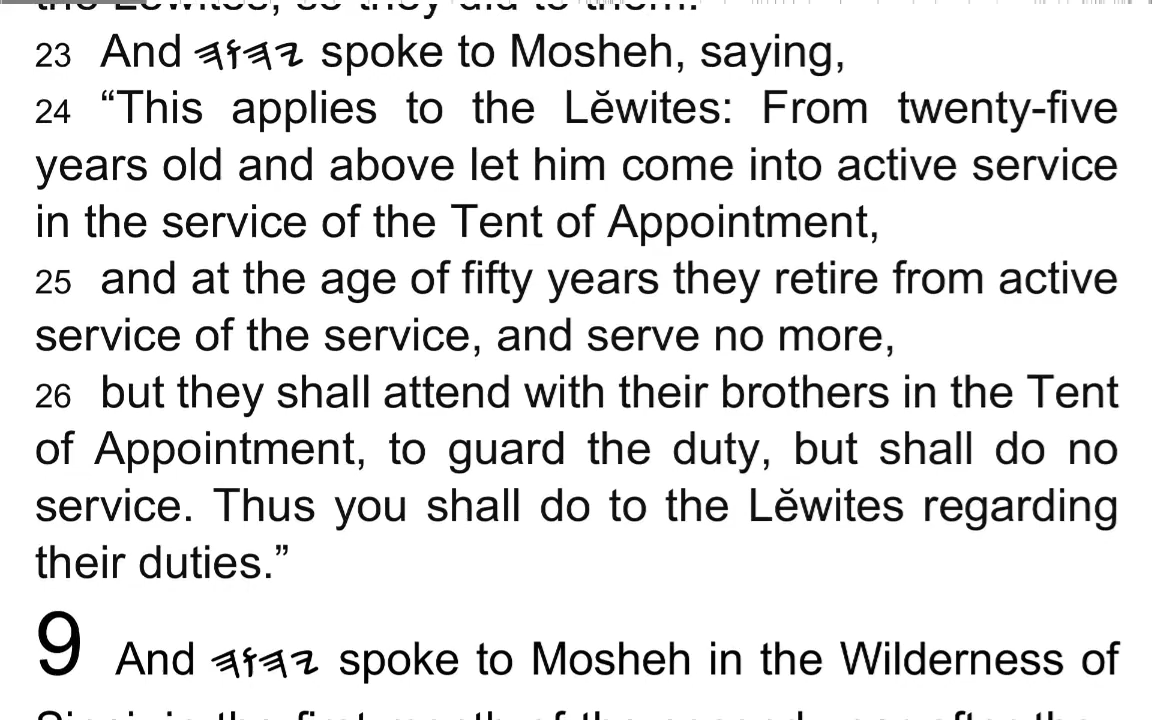 23 And 𐤉𐤄𐤅𐤄 spoke to Mosheh, saying,
24 “This applies to the Lĕwites: From twenty-five
years old and above let him come into active service
in the service of the Tent of Appointment,
25 and at the age of fifty years they retire from active
service of the service, and serve no more,
26 but they shall attend with their brothers in the Tent
of Appointment, to guard the duty, but shall do no
service. Thus you shall do to the Lĕwites regarding
their duties.”
9 And 𐤉𐤄𐤅𐤄 spoke to Mosheh in the Wilderness of